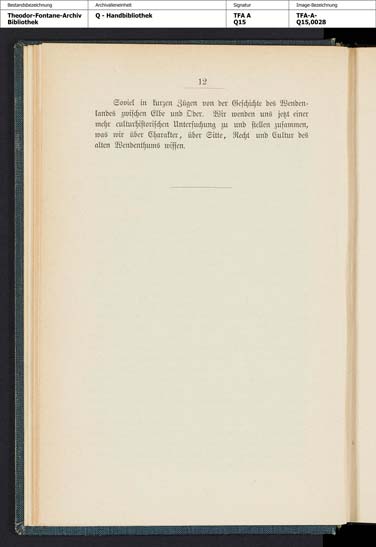 Bestandsbezeichnung Archivalieneinheit Signatur Image-Bezeichnung
Theodor-Fontane-Archiv Q - Handbibliothek TFA A TFA-A-
Bibliothek Q15 Q15,0028
12
Soviel in kurzen Zügen von der Geschichte des Wenden-
landes zwischen Elbe und Oder. Wir wenden uns jetzt einer
mehr culturhistorischen Untersuchung zu und stellen zusammen,
was wir über Charakter, über Sitte, Recht und Cultur des
alten Wendenthums wissen.